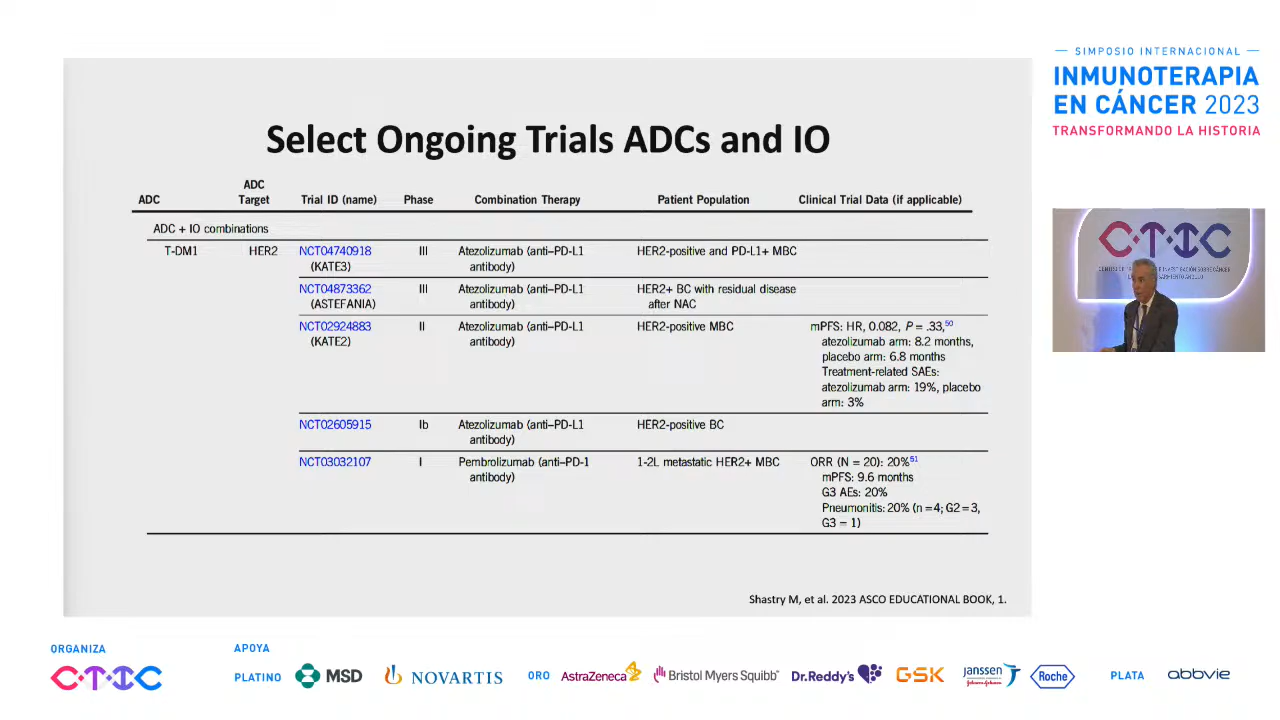 SIMPOSIO INTERNACIONAL
INMUNOTERAPIA
EN CÁNCER 2023
TRANSFORMANDO LA HISTORIA
Select Ongoing Trials ADCs and IO
ADC
ADC Target
Trial ID (name)
Phase
Combination Therapy
Patient Population
Clinical Trial Data (if applicable)
ADC + IO combinations
T-DM1
HER2
NCT04740918
(KATE3)
III
Atezolizumab (anti–PD-L1
antibody)
HER2-positive and PD-L1+ MBC
NCT04873362
(ASTEFANIA)
III
Atezolizumab (anti–PD-L1
antibody)
HER2+ BC with residual disease
after NAC
NCT02924883
(KATE2)
II
Atezolizumab (anti–PD-L1
antibody)
HER2-positive MBC
mPFS: HR, 0.082, P = .33,50
atezolizumab arm: 8.2 months,
placebo arm: 6.8 months
Treatment-related SAEs:
atezolizumab arm: 19%, placebo
arm: 3%
NCT02605915
Ib
Atezolizumab (anti–PD-L1
antibody)
HER2-positive BC
NCT03032107
I
Pembrolizumab (anti–PD-1
antibody)
1-2L metastatic HER2+ MBC
ORR (N = 20): 20%51
mPFS: 9.6 months
G3 AEs: 20%
Pneumonitis: 20% (n = 4; G2 = 3,
G3 = 1)
Shastry M, et al. 2023 ASCO EDUCATIONAL BOOK, 1.
CTIC
ORGANIZA
CTIC
APOYA
PLATINO
MSD
NOVARTIS
ORO
AstraZeneca
Bristol Myers Squibb
Dr.Reddy's
GSK
Janssen
Johnson & Johnson
Roche
PLATA
abbvie